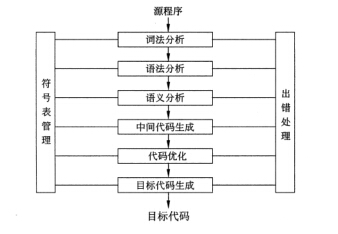 源程序
词法分析
语法分析
语义分析
中间代码生成
代码优化
目标代码生成
目标代码
符号表管理
出错处理